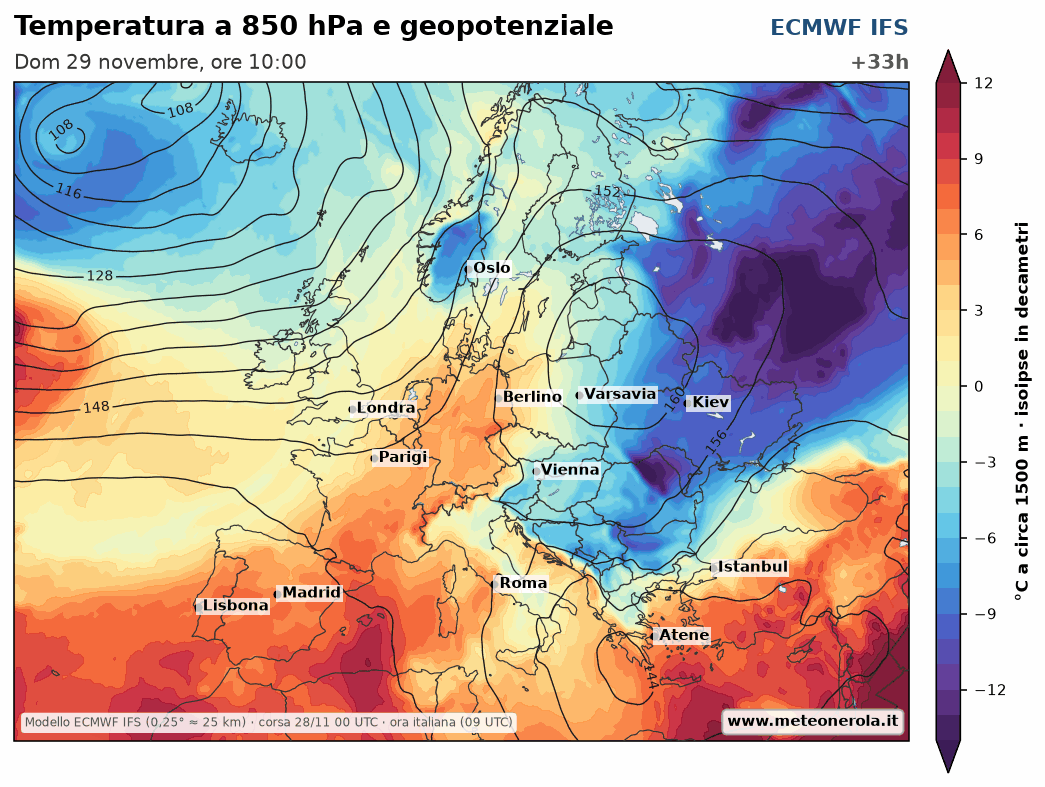 Temperatura a 850 hPa e geopotenziale
ECMWF IFS
Dom 29 novembre, ore 10:00
+33h
108
108
116
128
148
152
160
156
144
Oslo
Londra
Berlino
Varsavia
Kiev
Parigi
Vienna
Istanbul
Roma
Madrid
Lisbona
Atene
Modello ECMWF IFS (0,25° ≈ 25 km) · corsa 28/11 00 UTC · ora italiana (09 UTC)
www.meteonerola.it
12
9
6
3
0
−3
−6
−9
−12
°C a circa 1500 m · isoipse in decametri